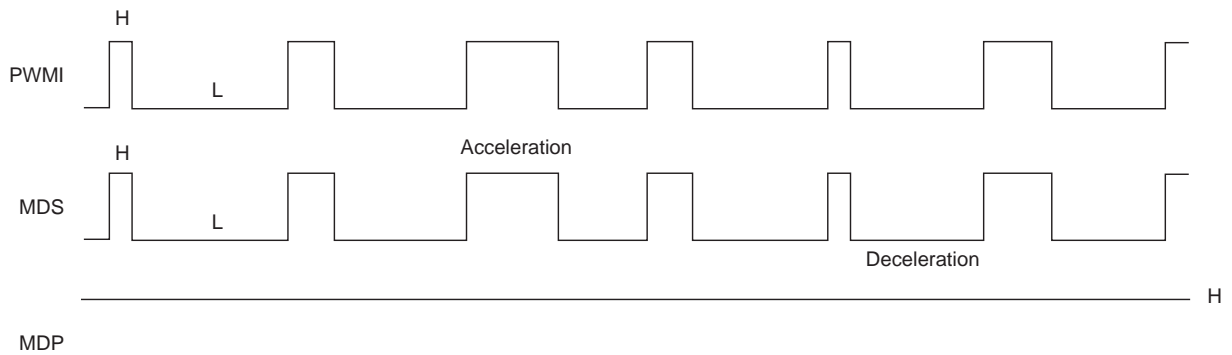 H
PWMI
L
Acceleration
H
MDS
L
Deceleration
H
MDP